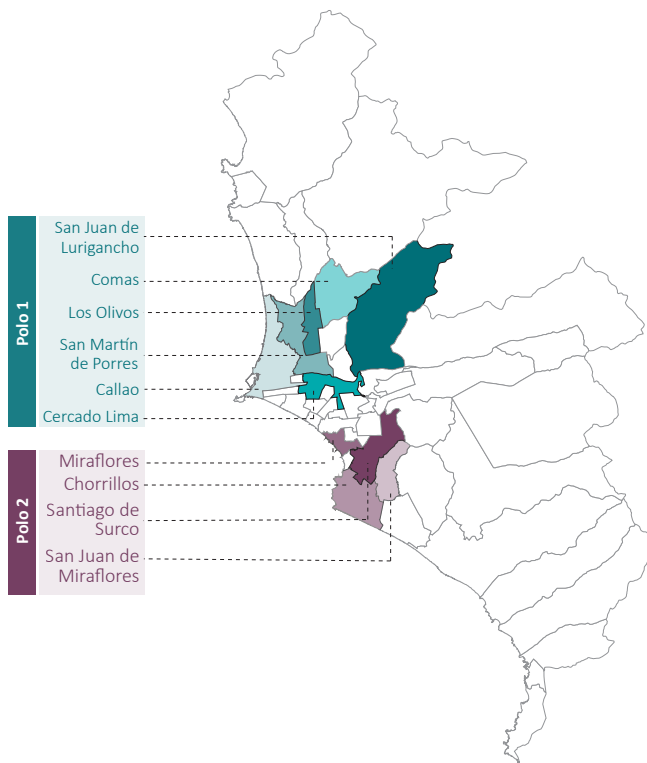 Polo 1
San Juan de
Lurigancho
Comas
Los Olivos
San Martín
de Porres
Callao
Cercado Lima
Polo 2
Miraflores
Chorrillos
Santiago de
Surco
San Juan de
Miraflores